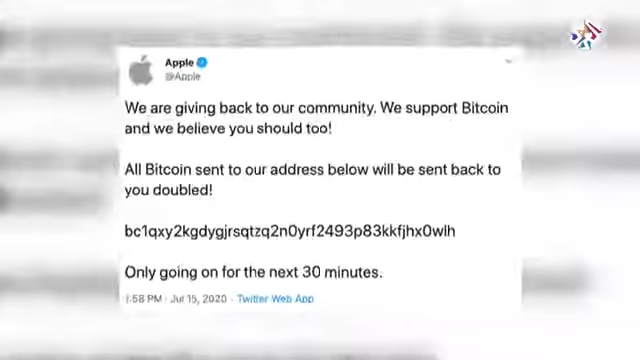 Apple
@Apple
We are giving back to our community. We support Bitcoin
and we believe you should too!
All Bitcoin sent to our address below will be sent back to
you doubled!
bc1qxy2kgdygjrsqtzq2n0yrf2493p83kkfjhx0wlh
Only going on for the next 30 minutes.
1:58 PM · Jul 15, 2020 · Twitter Web App